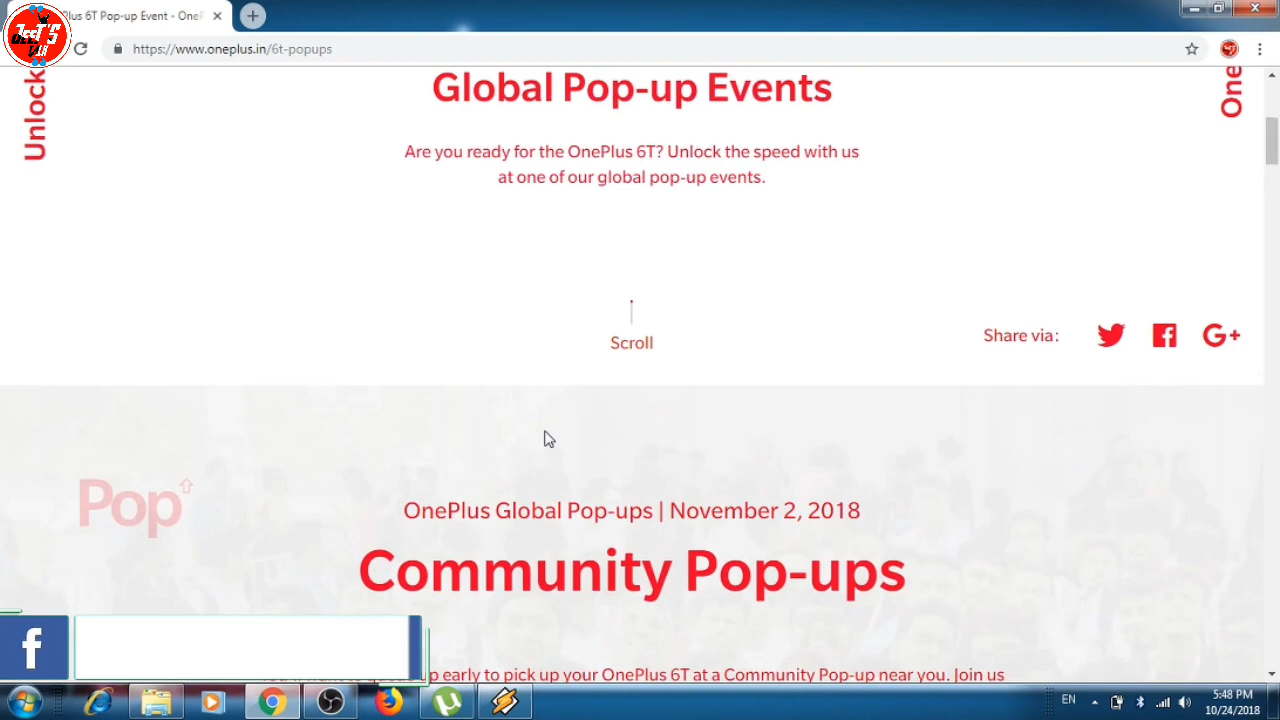 Plus 6T Pop-up Event - OneP
https://www.oneplus.in/6t-popups
Unlock
Global Pop-up Events
One
Are you ready for the OnePlus 6T? Unlock the speed with us
at one of our global pop-up events.
Scroll
Share via:
G+
Pop
OnePlus Global Pop-ups | November 2, 2018
Community Pop-ups
f
up early to pick up your OnePlus 6T at a Community Pop-up near you. Join us
EN
5:48 PM
10/24/2018